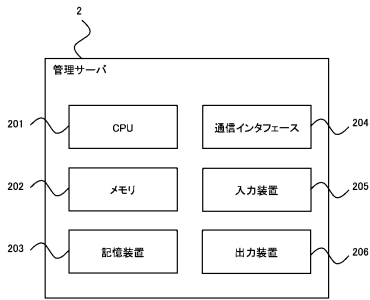 2
管理サーバ
201
CPU
通信インタフェース
204
202
メモリ
入力装置
205
203
記憶装置
出力装置
206